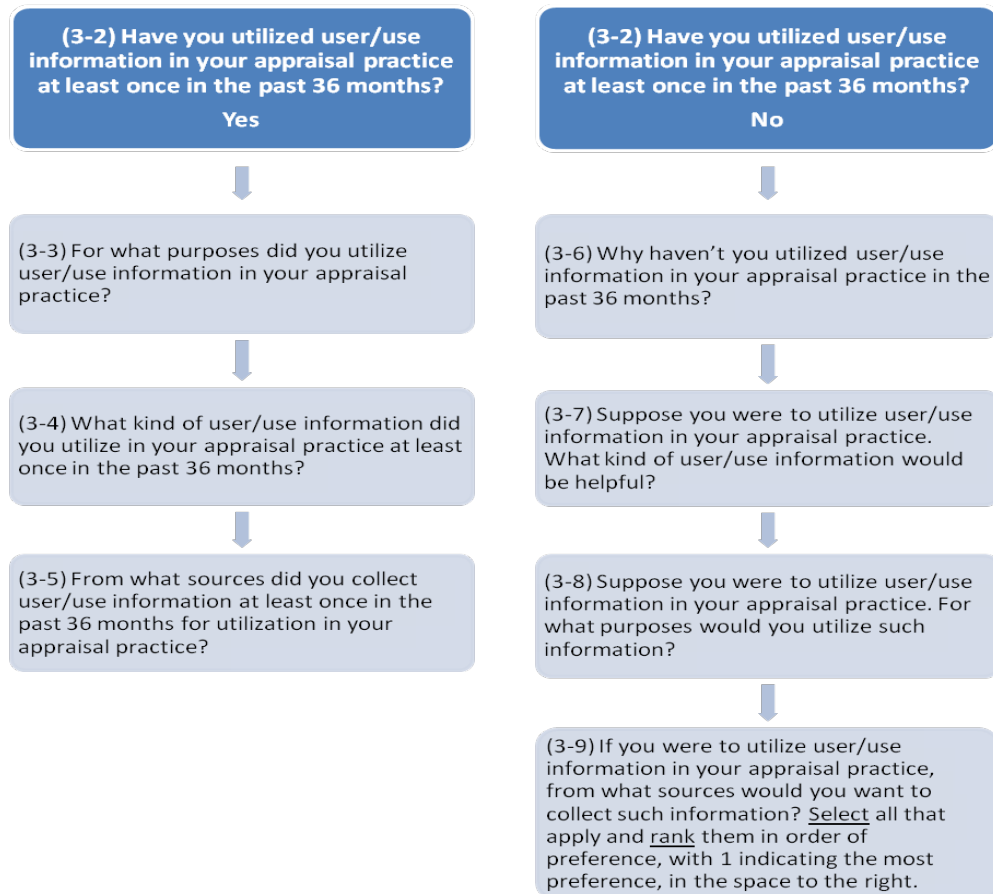 (3-2) Have you utilized user/use
information in your appraisal practice
at least once in the past 36 months?
Yes
(3-3) For what purposes did you utilize
user/use information in your appraisal
practice?
(3-4) What kind of user/use information did
you utilize in your appraisal practice at least
once in the past 36 months?
(3-5) From what sources did you collect
user/use information at least once in the
past 36 months for utilization in your
appraisal practice?
(3-2) Have you utilized user/use
information in your appraisal practice
at least once in the past 36 months?
No
(3-6) Why haven't you utilized user/use
information in your appraisal practice in the
past 36 months?
(3-7) Suppose you were to utilize user/use
information in your appraisal practice.
What kind of user/use information would
be helpful?
(3-8) Suppose you were to utilize user/use
information in your appraisal practice. For
what purposes would you utilize such
information?
(3-9) If you were to utilize user/use
information in your appraisal practice,
from what sources would you want to
collect such information? Select all that
apply and rank them in order of
preference, with 1 indicating the most
preference, in the space to the right.